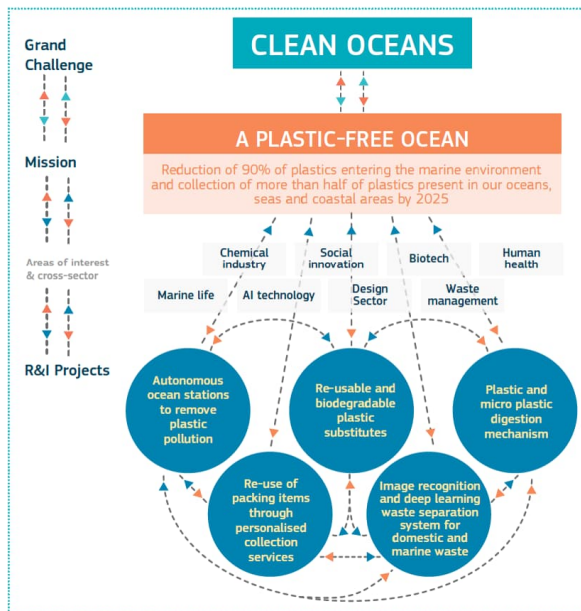 Grand
Challenge
CLEAN OCEANS
Mission
A PLASTIC-FREE OCEAN
Reduction of 90% of plastics entering the marine environment
and collection of more than half of plastics present in our oceans,
seas and coastal areas by 2025
Areas of interest
& cross-sector
Chemical
industry
Social
innovation
Biotech
Human
health
Marine life
AI technology
Design
Sector
Waste
management
R&I Projects
Autonomous
ocean stations
to remove
plastic
pollution
Re-usable and
biodegradable
plastic
substitutes
Plastic and
micro plastic
digestion
mechanism
Re-use of
packing items
through
personalised
collection
services
Image recognition
and deep learning
waste separation
system for
domestic and
marine waste